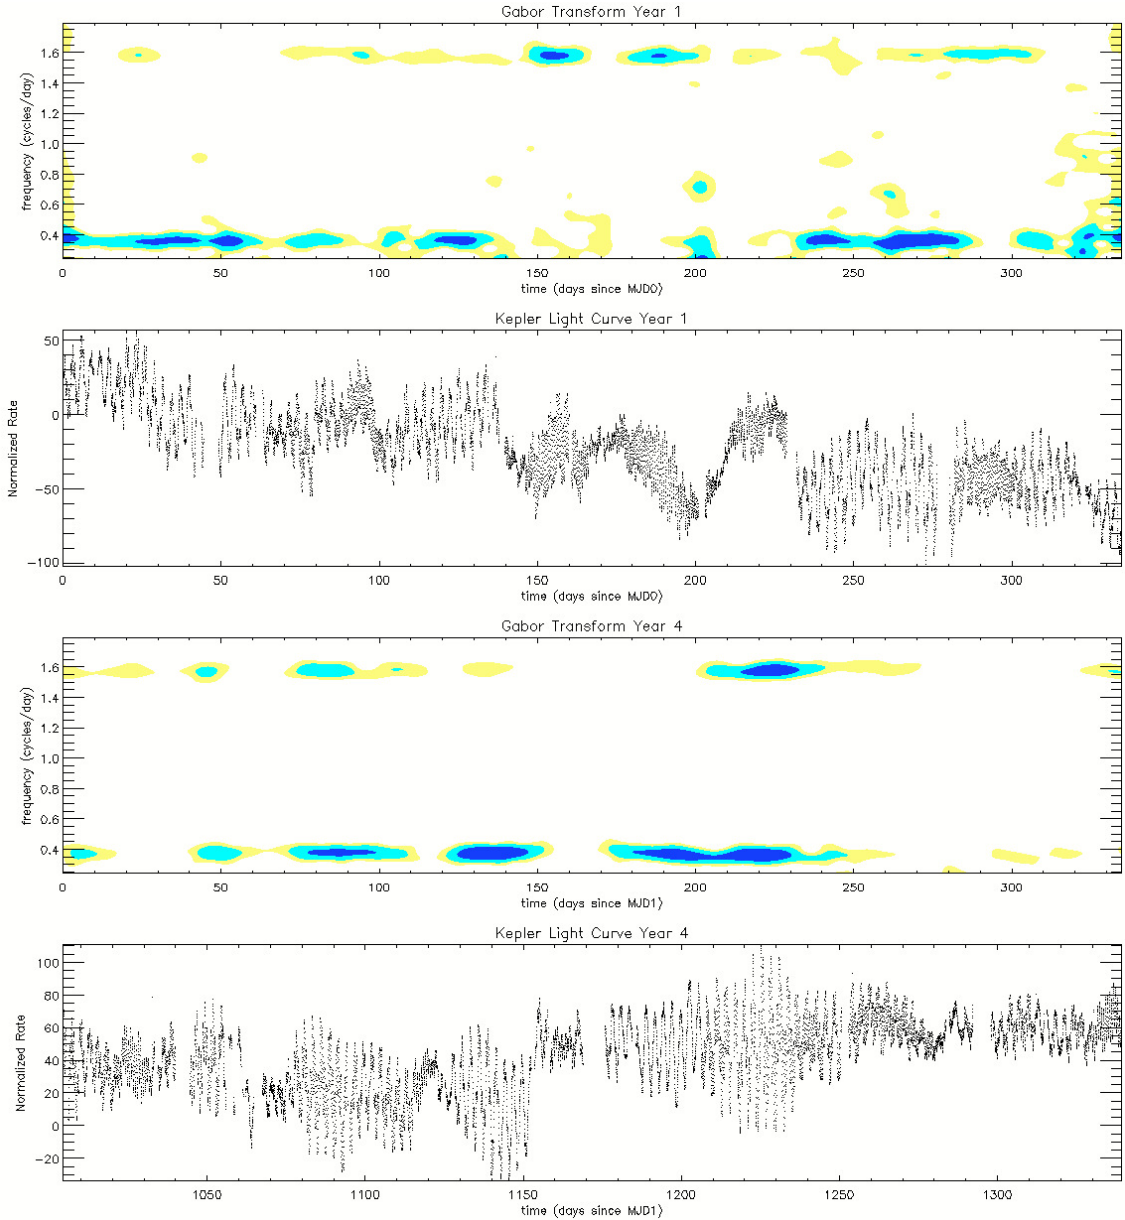 Gabor Transform Year 1
frequency (cycles/day)
1.6
1.4
1.2
1.0
0.8
0.6
0.4
0 50 100 150 200 250 300
time (days since MJD0)
Kepler Light Curve Year 1
Normalized Rate
50
0
−50
−100
0 50 100 150 200 250 300
time (days since MJD0)
Gabor Transform Year 4
frequency (cycles/day)
1.6
1.4
1.2
1.0
0.8
0.6
0.4
0 50 100 150 200 250 300
time (days since MJD1)
Kepler Light Curve Year 4
Normalized Rate
100
80
60
40
20
0
−20
1050 1100 1150 1200 1250 1300
time (days since MJD1)